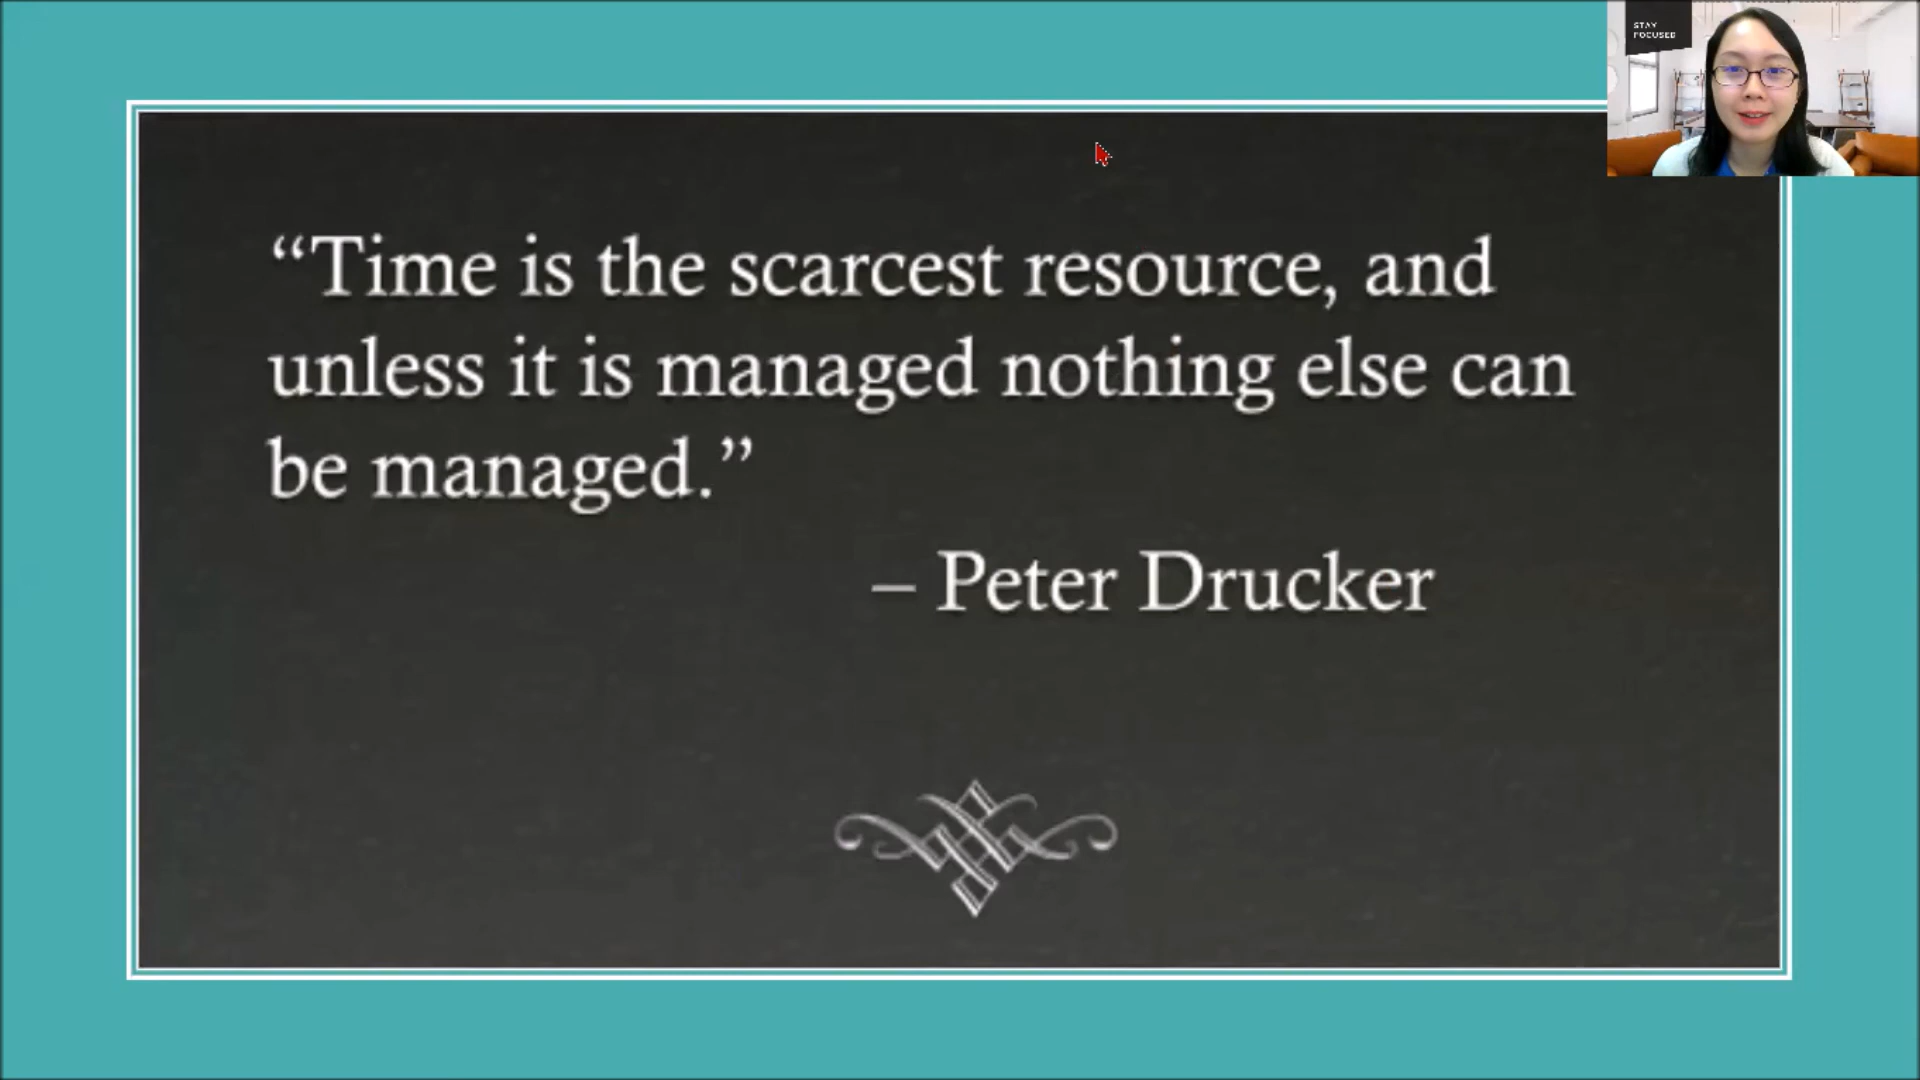 STAY
FOCUSED
“Time is the scarcest resource, and
unless it is managed nothing else can
be managed.”
– Peter Drucker